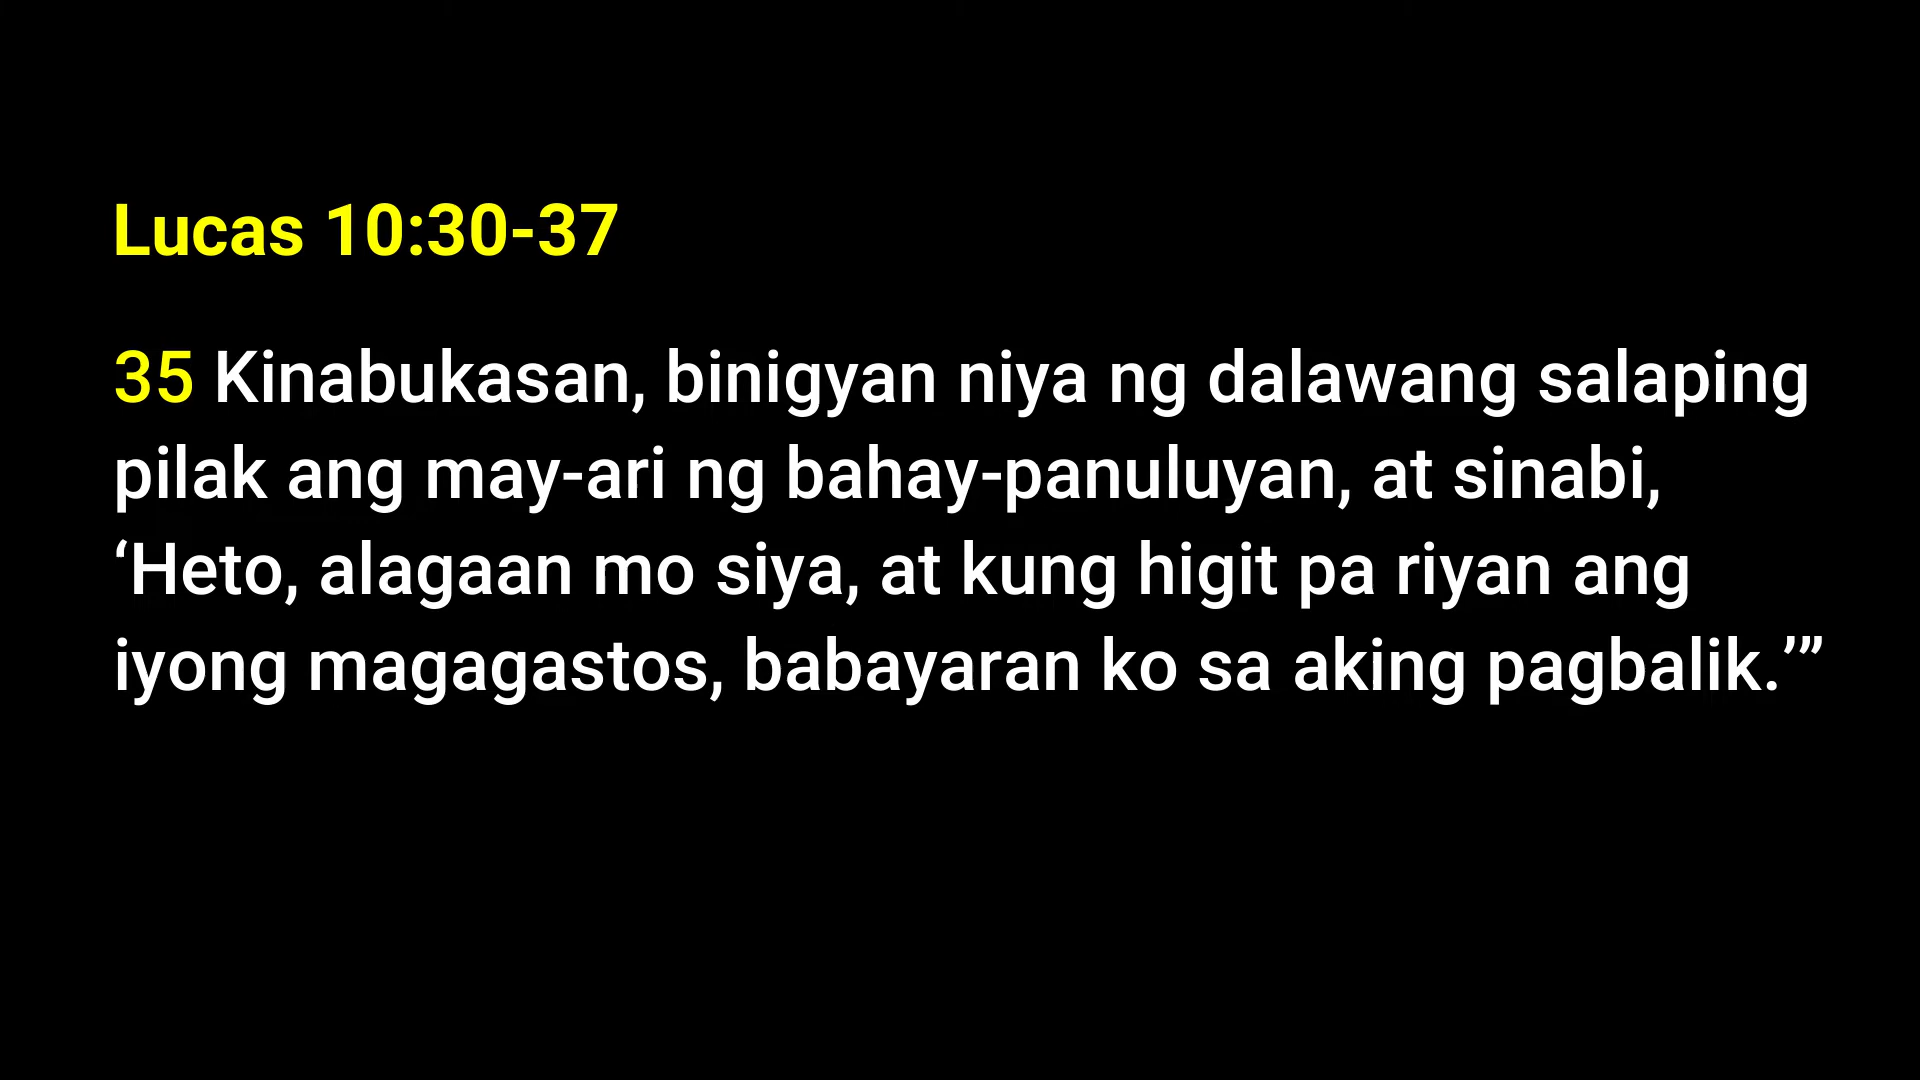 Lucas 10:30-37
35 Kinabukasan, binigyan niya ng dalawang salaping
pilak ang may-ari ng bahay-panuluyan, at sinabi,
‘Heto, alagaan mo siya, at kung higit pa riyan ang
iyong magagastos, babayaran ko sa aking pagbalik.’”